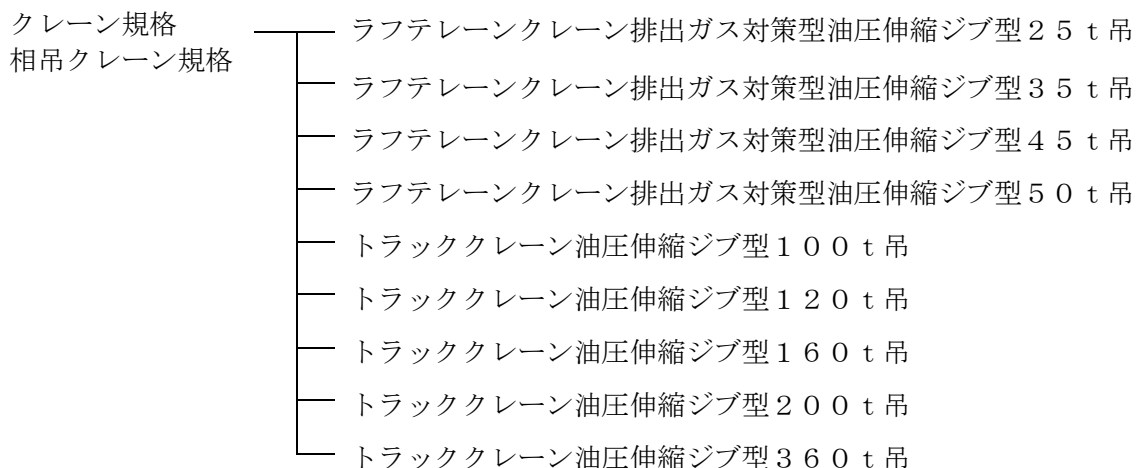 クレーン規格
相吊クレーン規格
ラフテレーンクレーン排出ガス対策型油圧伸縮ジブ型２５ｔ吊
ラフテレーンクレーン排出ガス対策型油圧伸縮ジブ型３５ｔ吊
ラフテレーンクレーン排出ガス対策型油圧伸縮ジブ型４５ｔ吊
ラフテレーンクレーン排出ガス対策型油圧伸縮ジブ型５０ｔ吊
トラッククレーン油圧伸縮ジブ型１００ｔ吊
トラッククレーン油圧伸縮ジブ型１２０ｔ吊
トラッククレーン油圧伸縮ジブ型１６０ｔ吊
トラッククレーン油圧伸縮ジブ型２００ｔ吊
トラッククレーン油圧伸縮ジブ型３６０ｔ吊